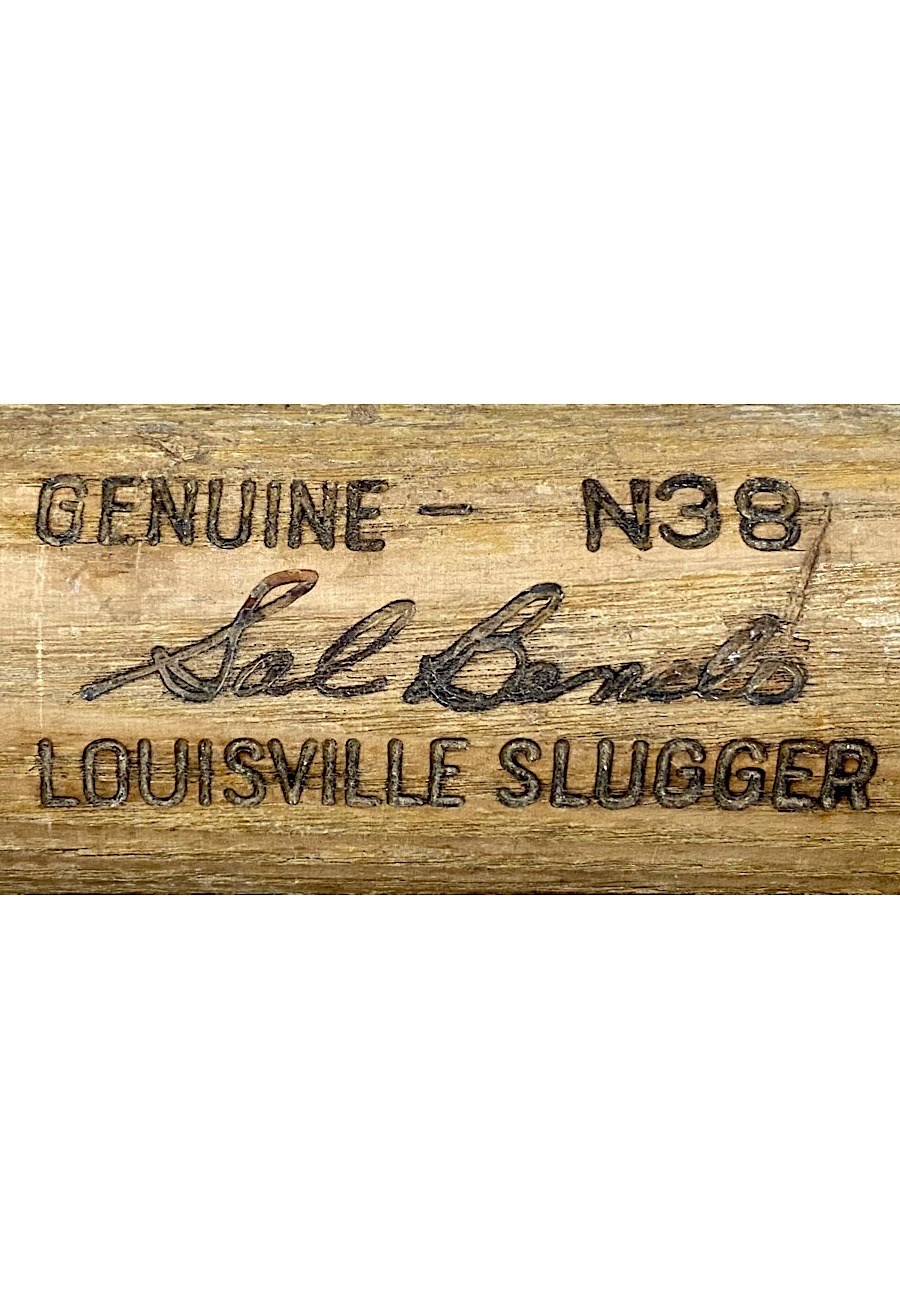 GENUINE - N38
Sal Bando
LOUISVILLE SLUGGER